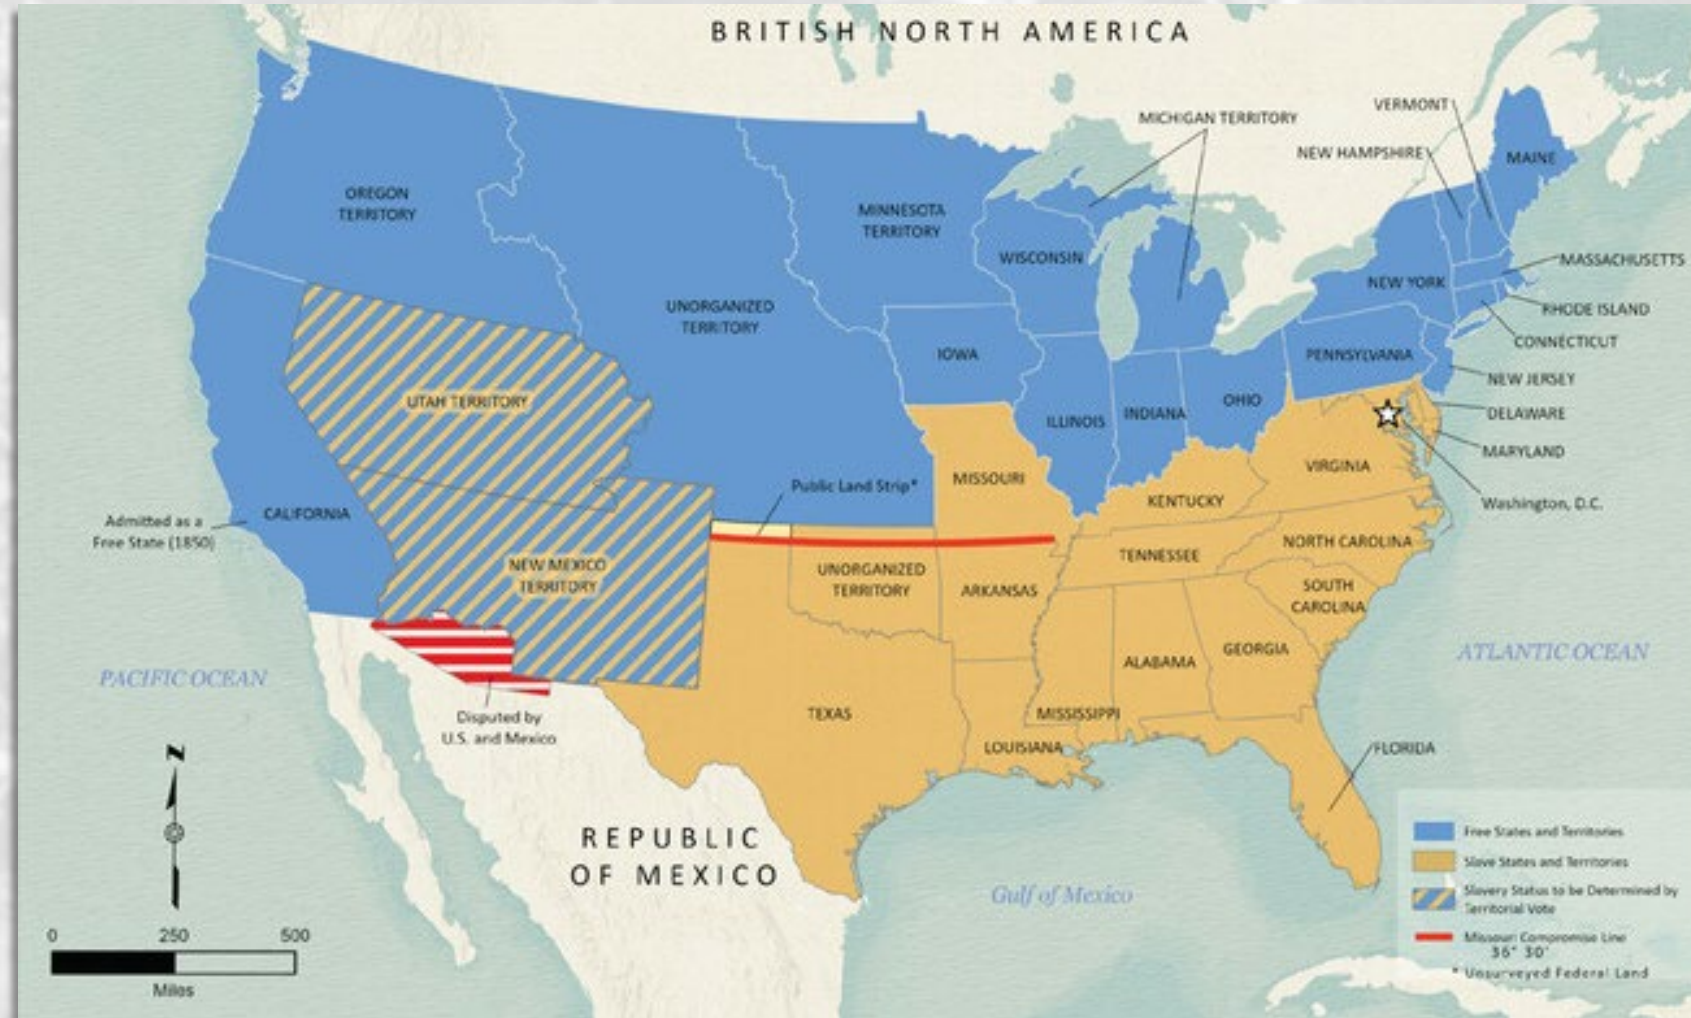 BRITISH NORTH AMERICA
VERMONT
MICHIGAN TERRITORY
NEW HAMPSHIRE
MAINE
OREGON
TERRITORY
MINNESOTA
TERRITORY
WISCONSIN
MASSACHUSETTS
NEW YORK
UNORGANIZED
TERRITORY
RHODE ISLAND
CONNECTICUT
IOWA
PENNSYLVANIA
NEW JERSEY
UTAH TERRITORY
OHIO
INDIANA
ILLINOIS
DELAWARE
MARYLAND
VIRGINIA
MISSOURI
Public Land Strip*
KENTUCKY
Washington, D.C.
CALIFORNIA
Admitted as a
Free State (1850)
NORTH CAROLINA
TENNESSEE
NEW MEXICO
TERRITORY
UNORGANIZED
TERRITORY
ARKANSAS
SOUTH
CAROLINA
GEORGIA
ALABAMA
ATLANTIC OCEAN
PACIFIC OCEAN
Disputed by
U.S. and Mexico
TEXAS
MISSISSIPPI
LOUISIANA
FLORIDA
N
REPUBLIC
OF MEXICO
Gulf of Mexico
Free States and Territories
Slave States and Territories
Slavery Status to be Determined by
Territorial Vote
Missouri Compromise Line
36° 30'
* Unsurveyed Federal Land
0 250 500
Miles